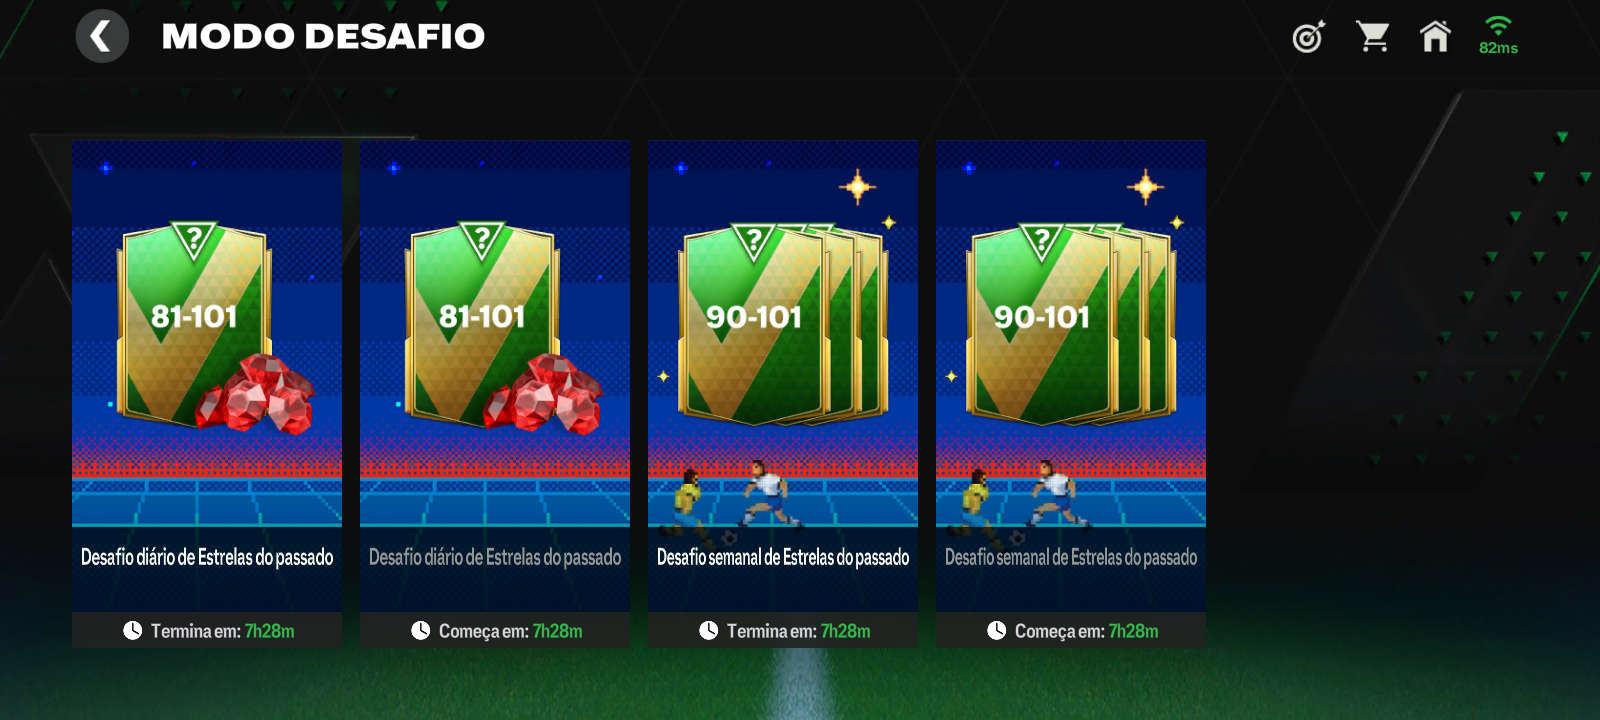 MODO DESAFIO
82ms
?
81-101
Desafio diário de Estrelas do passado
Termina em: 7h28m
?
81-101
Desafio diário de Estrelas do passado
Começa em: 7h28m
?
90-101
Desafio semanal de Estrelas do passado
Termina em: 7h28m
?
90-101
Desafio semanal de Estrelas do passado
Começa em: 7h28m